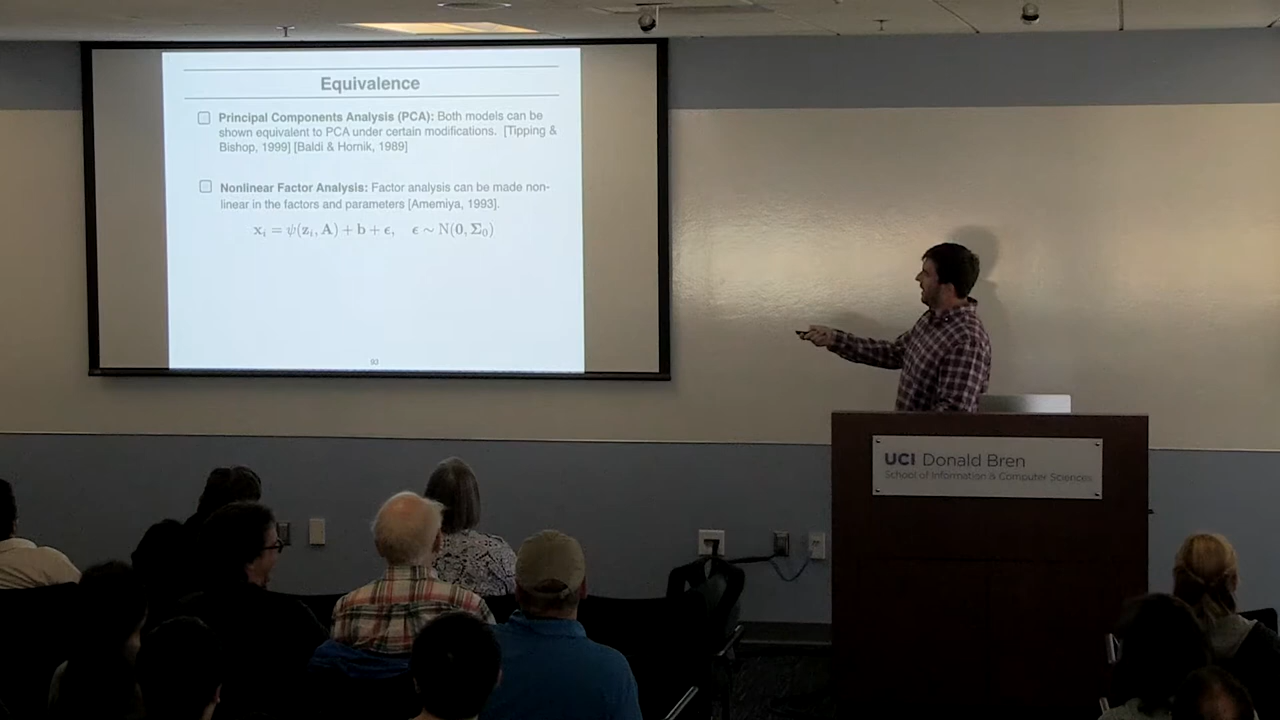 Equivalence
Principal Components Analysis (PCA): Both models can be
shown equivalent to PCA under certain modifications. [Tipping &
Bishop, 1999] [Baldi & Hornik, 1989]
Nonlinear Factor Analysis: Factor analysis can be made non-
linear in the factors and parameters [Amemiya, 1993].
xᵢ = ψ(zᵢ, A) + b + ϵ, ϵ ∼ N(0, Σ₀)
93
UCI Donald Bren
School of Information & Computer Sciences